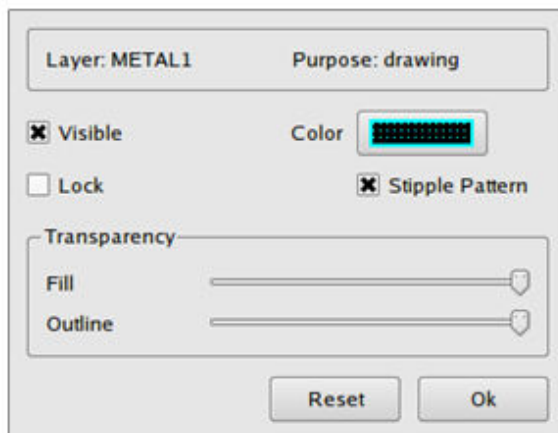 Layer: METAL1 Purpose: drawing
Visible Color
Lock Stipple Pattern
Transparency
Fill
Outline
Reset Ok